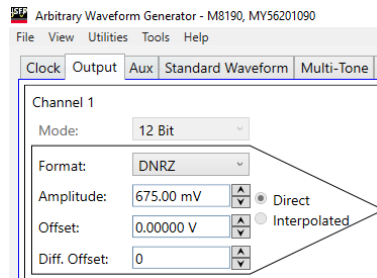 Arbitrary Waveform Generator - M8190, MY56201090
File View Utilities Tools Help
Clock Output Aux Standard Waveform Multi-Tone
Channel 1
Mode: 12 Bit
Format: DNRZ
Amplitude: 675.00 mV Direct
Interpolated
Offset: 0.00000 V
Diff. Offset: 0